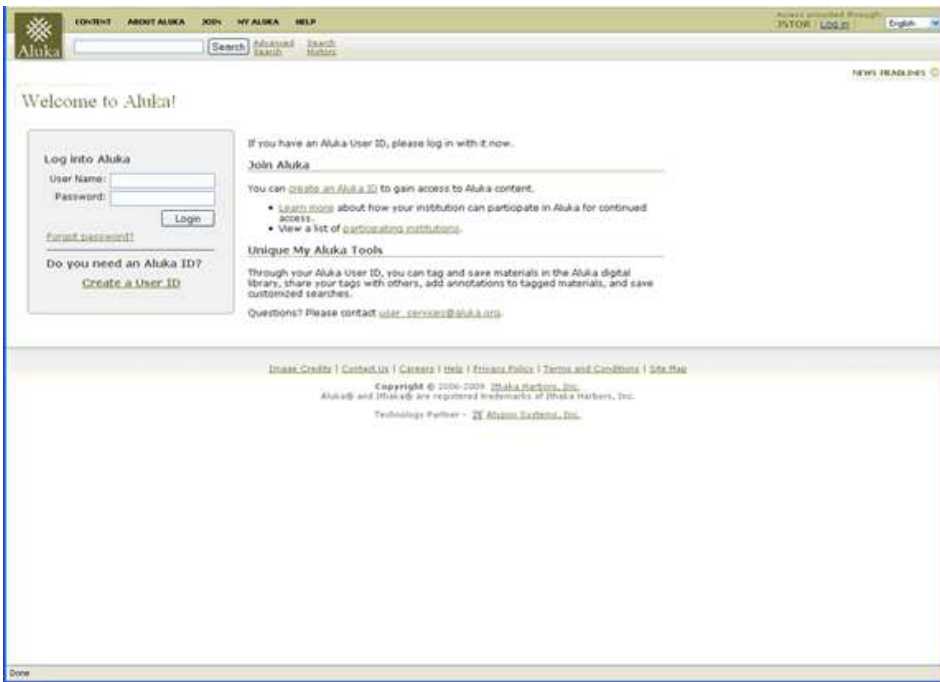 CONTENT ABOUT ALUKA JOIN MY ALUKA HELP
Access provided through:
JSTOR | Log in
English
Aluka
Search
Advanced Search
Search History
NEWS HEADLINES
Welcome to Aluka!
Log into Aluka
User Name:
Password:
Login
Forgot password?
Do you need an Aluka ID?
Create a User ID
If you have an Aluka User ID, please log in with it now.
Join Aluka
You can create an Aluka ID to gain access to Aluka content.
• Learn more about how your institution can participate in Aluka for continued
access.
• View a list of participating institutions.
Unique My Aluka Tools
Through your Aluka User ID, you can tag and save materials in the Aluka digital
library, share your tags with others, add annotations to tagged materials, and save
customized searches.
Questions? Please contact user_services@aluka.org.
Image Credits | Contact Us | Careers | Help | Privacy Policy | Terms and Conditions | Site Map
Copyright © 2006-2009 Ithaka Harbors, Inc.
Aluka® and Ithaka® are registered trademarks of Ithaka Harbors, Inc.
Technology Partner - Atypon Systems, Inc.
Done